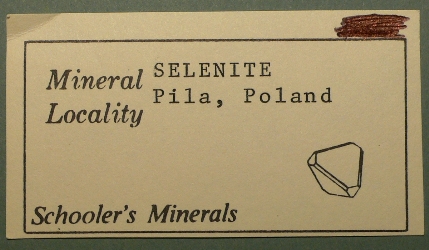 Mineral SELENITE
Locality Pila, Poland
Schooler's Minerals